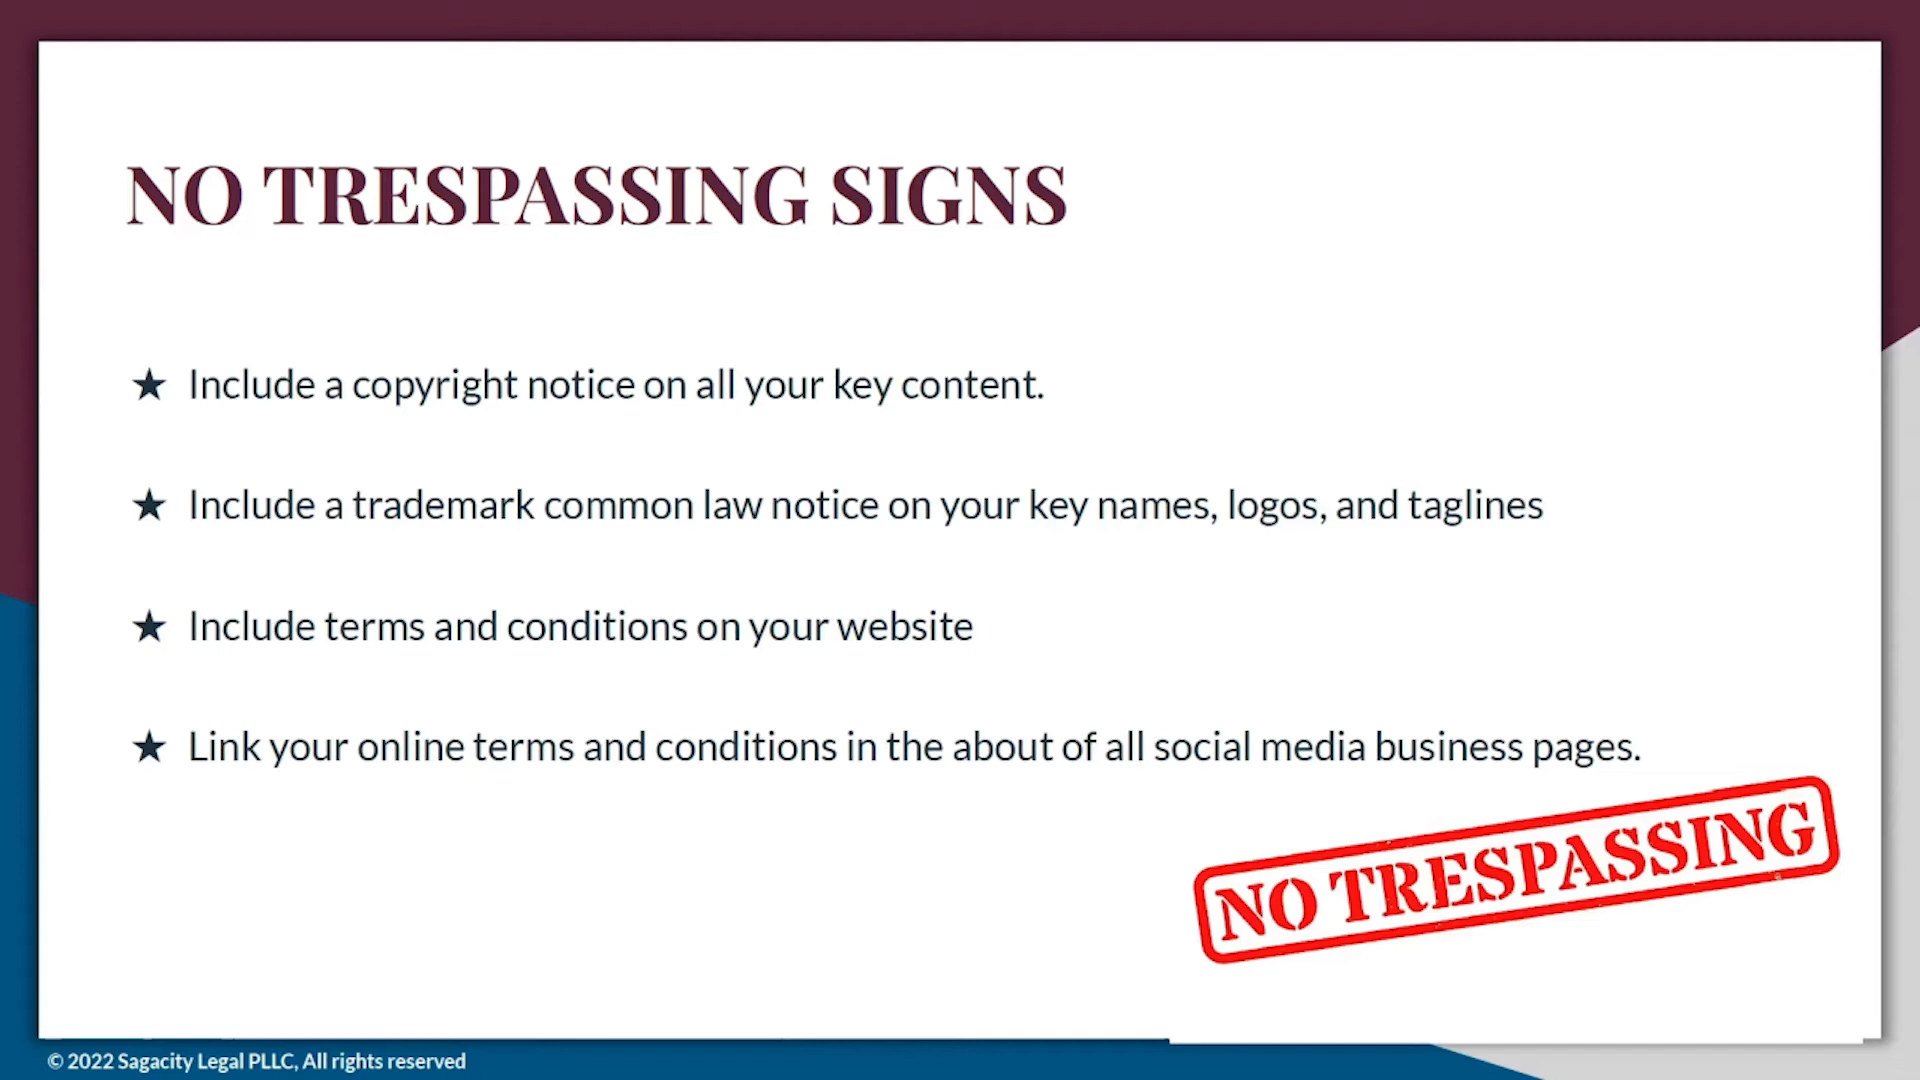 NO TRESPASSING SIGNS
★ Include a copyright notice on all your key content.
★ Include a trademark common law notice on your key names, logos, and taglines
★ Include terms and conditions on your website
★ Link your online terms and conditions in the about of all social media business pages.
NO TRESPASSING
© 2022 Sagacity Legal PLLC, All rights reserved